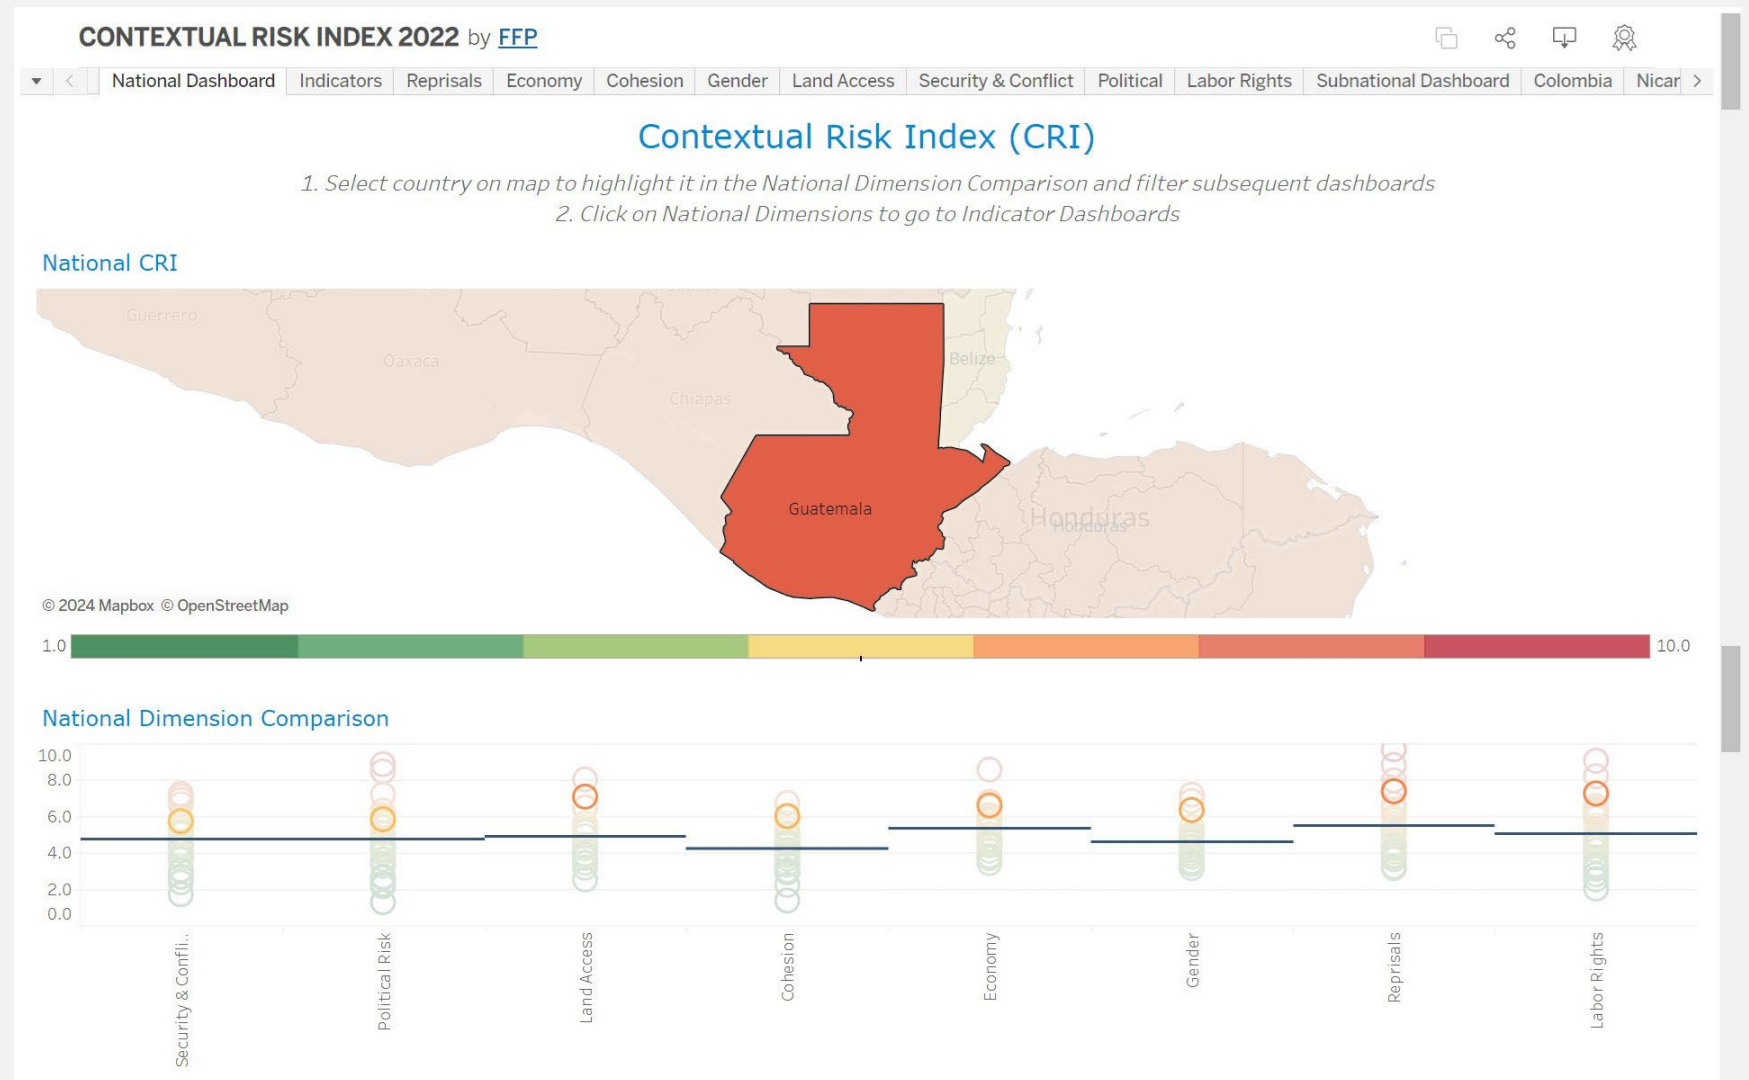 CONTEXTUAL RISK INDEX 2022 by FFP
National Dashboard Indicators Reprisals Economy Cohesion Gender Land Access Security & Conflict Political Labor Rights Subnational Dashboard Colombia Nicar
Contextual Risk Index (CRI)
1. Select country on map to highlight it in the National Dimension Comparison and filter subsequent dashboards
2. Click on National Dimensions to go to Indicator Dashboards
National CRI
Guerrero
Oaxaca
Chiapas
Belize
Guatemala
Honduras
Honduras
© 2024 Mapbox © OpenStreetMap
1.0
10.0
National Dimension Comparison
10.0
8.0
6.0
4.0
2.0
0.0
Security & Confli..
Political Risk
Land Access
Cohesion
Economy
Gender
Reprisals
Labor Rights